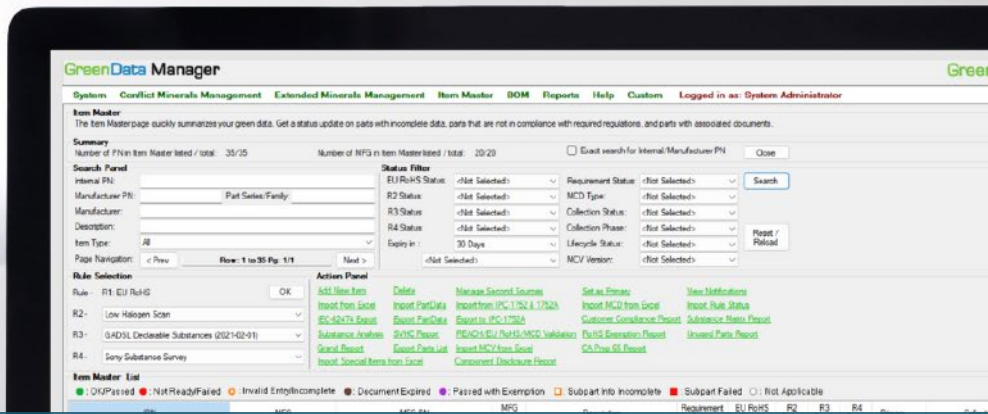 GreenData Manager
Green
System Conflict Minerals Management Extended Minerals Management Item Master BOM Reports Help Custom Logged in as: System Administrator
Item Master
The Item Master page quickly summarizes your green data. Get a status update on parts with incomplete data, parts that are not in compliance with required regulations, and parts with associated documents.
Summary
Number of PN in Item Master listed / total: 35/35 Number of MFG in Item Master listed / total: 20/20 Exact search for Internal/Manufacturer PN Close
Search Panel Status Filter
Internal PN: EU RoHS Status: <Not Selected> Requirement Status: <Not Selected> Search
Manufacturer PN: Part Series/Family: R2 Status: <Not Selected> MCD Type: <Not Selected>
Manufacturer: R3 Status: <Not Selected> Collection Status: <Not Selected>
Description: R4 Status: <Not Selected> Collection Phase: <Not Selected> Reset / Reload
Item Type: All Expiry in : 30 Days Lifecycle Status: <Not Selected>
Page Navigation: < Prev Row: 1 to 35 Pg: 1/1 Next > <Not Selected> MCV Version: <Not Selected>
Rule Selection Action Panel
Rule - R1: EU RoHS OK Add New Item Delete Manage Second Sources Set as Primary View Notifications
Import from Excel Import PartData Import from IPC-1752 & 1752A Import MCD from Excel Import Rule Status
R2- Low Halogen Scan IEC-62474 Export Export PartData Export to IPC-1752A Customer Compliance Report Substance Matrix Report
R3- GADSL Declarable Substances (2021-02-01) Substance Analysis SVHC Report REACH/EU RoHS/MCD Validation RoHS Exemption Report Unused Parts Report
Grand Report Export Parts List Import MCV from Excel CA Prop 65 Report
R4- Sony Substance Survey Import Special Items from Excel Component Disclosure Report
Item Master List
: OK/Passed : Not Ready/Failed : Invalid Entry/Incomplete : Document Expired : Passed with Exemption : Subpart Info Incomplete : Subpart Failed : Not Applicable
MFG Requirement EU RoHS R2 R3 R4